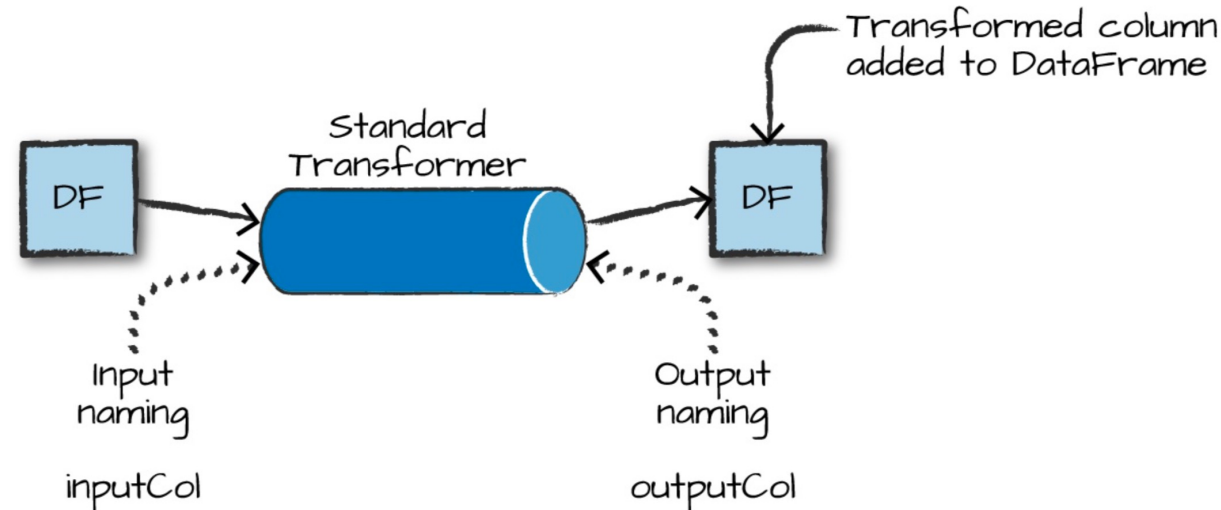 Transformed column
added to DataFrame
Standard
Transformer
DF
DF
Input
naming
inputCol
Output
naming
outputCol